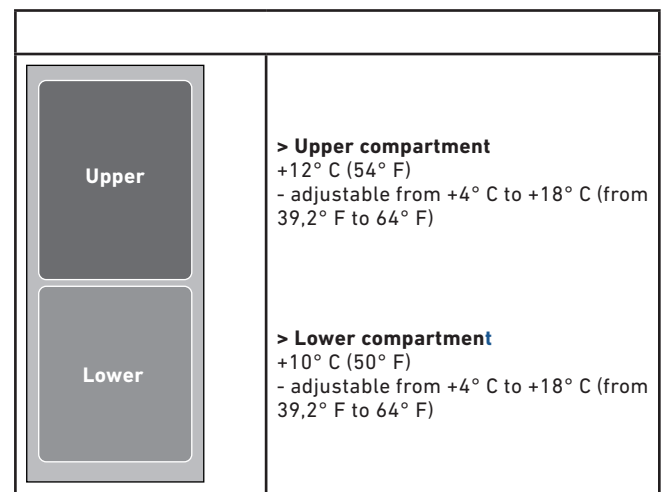 Upper
> Upper compartment
+12° C (54° F)
- adjustable from +4° C to +18° C (from
39,2° F to 64° F)
Lower
> Lower compartment
+10° C (50° F)
- adjustable from +4° C to +18° C (from
39,2° F to 64° F)